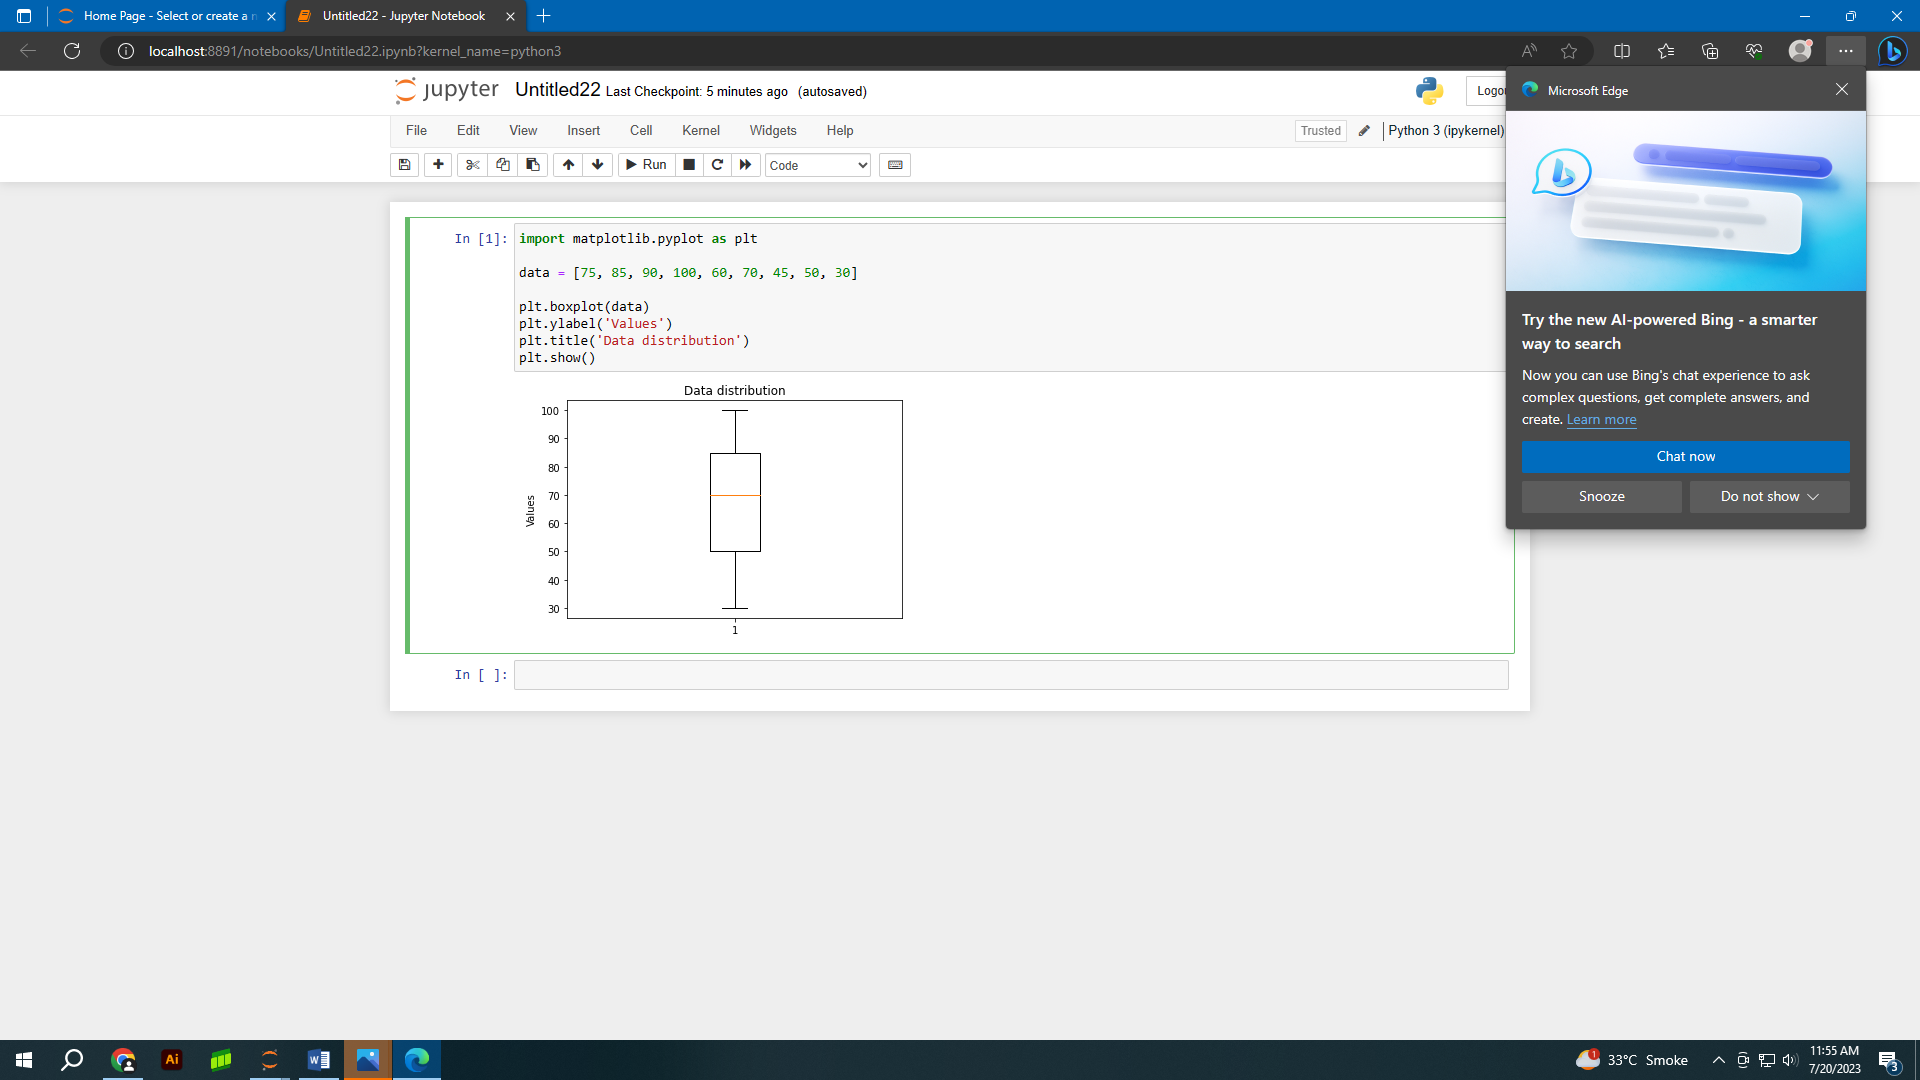 Home Page - Select or create a n
Untitled22 - Jupyter Notebook
localhost:8891/notebooks/Untitled22.ipynb?kernel_name=python3
jupyter Untitled22 Last Checkpoint: 5 minutes ago (autosaved)
Logou
File Edit View Insert Cell Kernel Widgets Help
Trusted Python 3 (ipykernel)
Run Code
In [1]:
import matplotlib.pyplot as plt
data = [75, 85, 90, 100, 60, 70, 45, 50, 30]
plt.boxplot(data)
plt.ylabel('Values')
plt.title('Data distribution')
plt.show()
Data distribution
100
90
80
70
60
50
40
30
Values
1
In [ ]:
Microsoft Edge
Try the new AI-powered Bing - a smarter
way to search
Now you can use Bing's chat experience to ask
complex questions, get complete answers, and
create. Learn more
Chat now
Snooze
Do not show
Ai
W
1
33°C Smoke
11:55 AM
7/20/2023
3